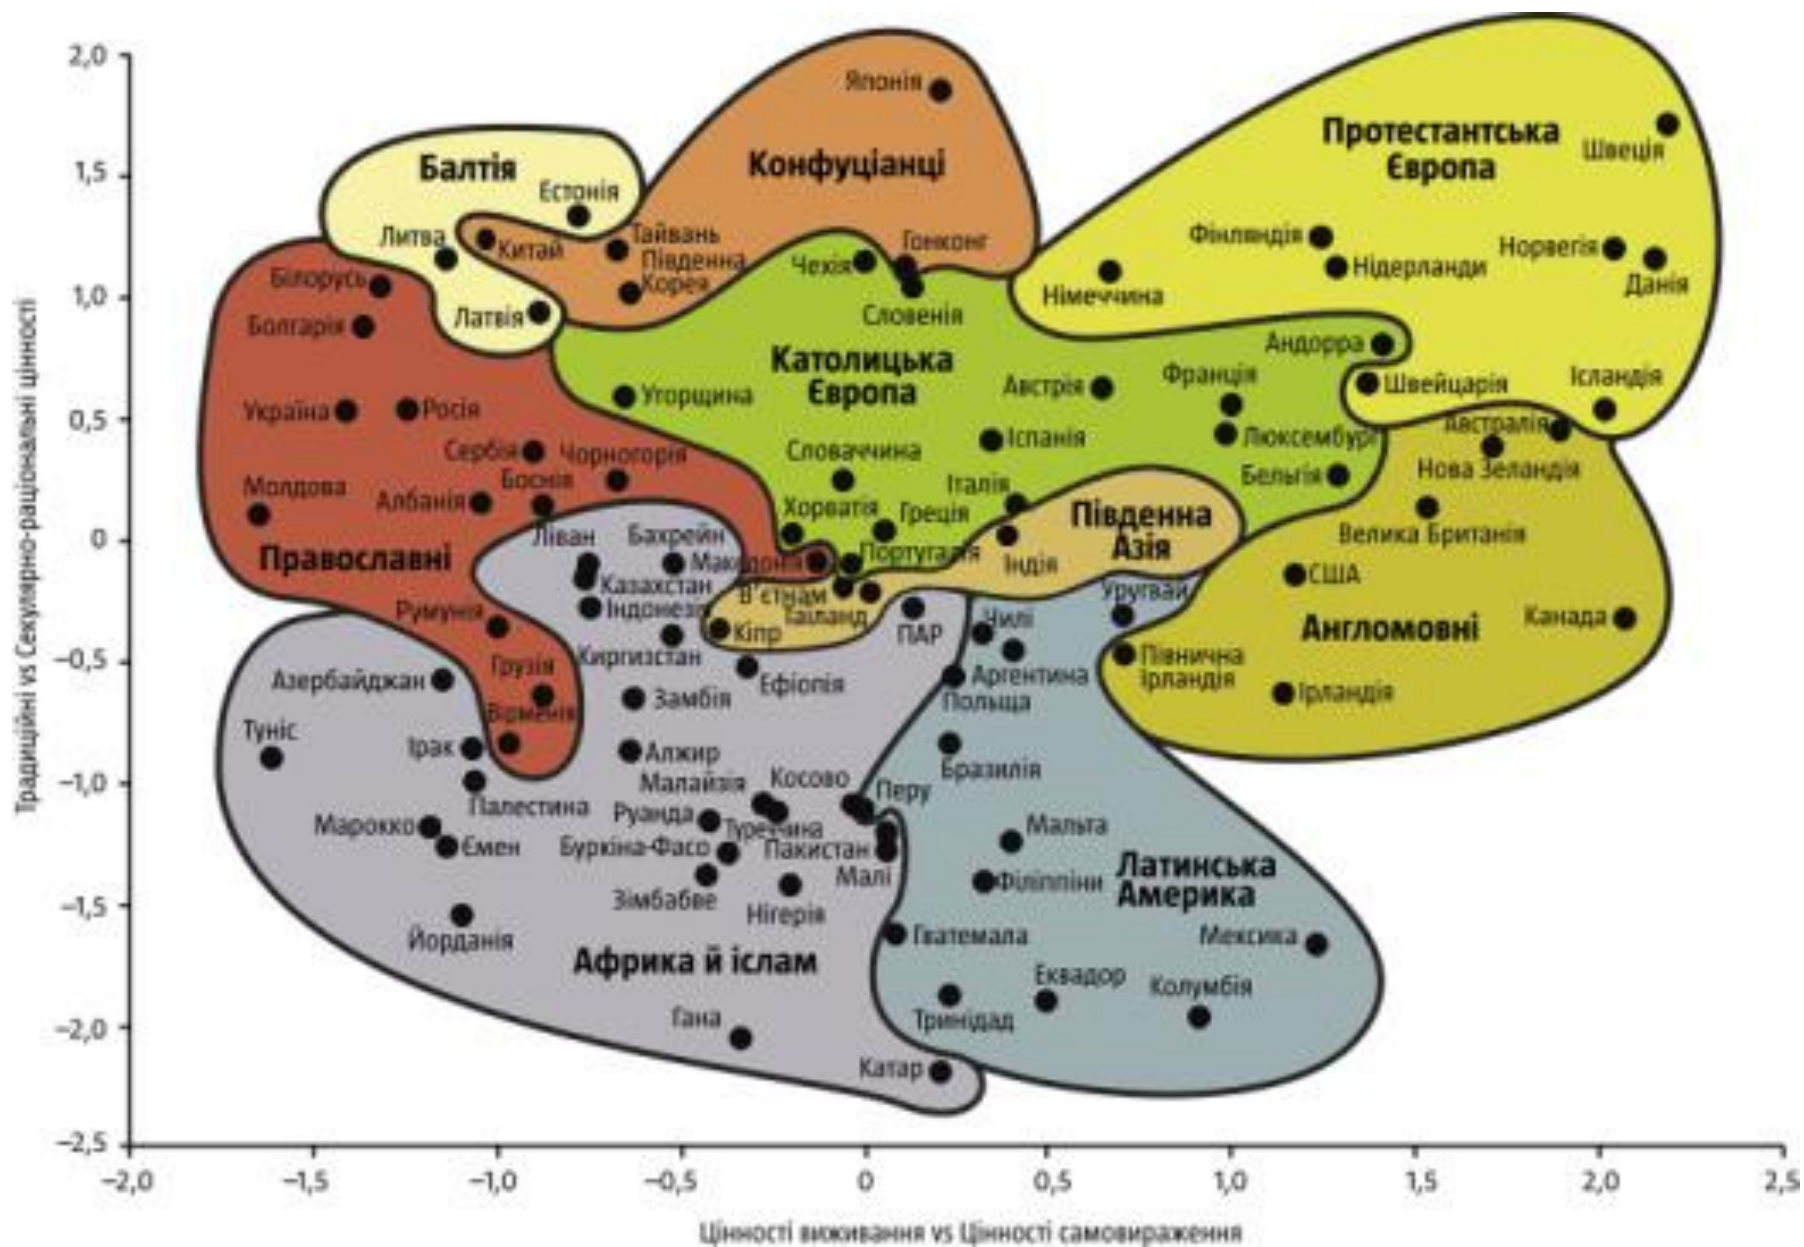 2,0
1,5
1,0
0,5
0
−0,5
−1,0
−1,5
−2,0
−2,5
Традиційні vs Секулярно-раціональні цінності
Японія
Конфуціанці
Протестантська
Європа
Швеція
Балтія
Естонія
Литва
Китай
Тайвань
Південна
Корея
Гонконг
Чехія
Словенія
Фінляндія
Нідерланди
Норвегія
Данія
Німеччина
Білорусь
Болгарія
Латвія
Католицька
Європа
Андорра
Швейцарія
Ісландія
Україна
Росія
Угорщина
Австрія
Франція
Сербія
Чорногорія
Словаччина
Іспанія
Люксембург
Австралія
Нова Зеландія
Молдова
Албанія
Боснія
Хорватія
Греція
Італія
Бельгія
Велика Британія
Південна
Азія
Православні
Ліван
Бахрейн
Македонія
Португалія
Індія
Казахстан
Індонезія
В'єтнам
Таїланд
Кіпр
ПАР
Чилі
Уругвай
США
Канада
Англомовні
Румунія
Грузія
Киргизстан
Ефіопія
Аргентина
Польща
Північна
Ірландія
Ірландія
Азербайджан
Вірменія
Замбія
Туніс
Ірак
Алжир
Бразилія
Палестина
Малайзія
Косово
Перу
Марокко
Ємен
Руанда
Туреччина
Буркіна-Фасо
Пакистан
Малі
Мальта
Філіппіни
Латинська
Америка
Зімбабве
Нігерія
Йорданія
Африка й іслам
Гватемала
Мексика
Еквадор
Колумбія
Тринідад
Гана
Катар
−2,0
−1,5
−1,0
−0,5
0
0,5
1,0
1,5
2,0
2,5
Цінності виживання vs Цінності самовираження